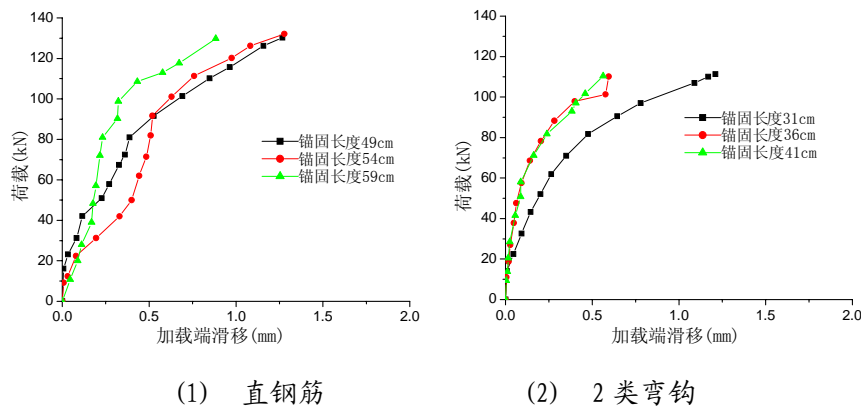 140
120
100
80
60
40
20
0
荷载(kN)
0.0 0.5 1.0 1.5 2.0
加载端滑移(mm)
锚固长度49cm
锚固长度54cm
锚固长度59cm
(1) 直钢筋
140
120
100
80
60
40
20
0
荷载(kN)
0.0 0.5 1.0 1.5 2.0
加载端滑移(mm)
锚固长度31cm
锚固长度36cm
锚固长度41cm
(2) 2类弯钩